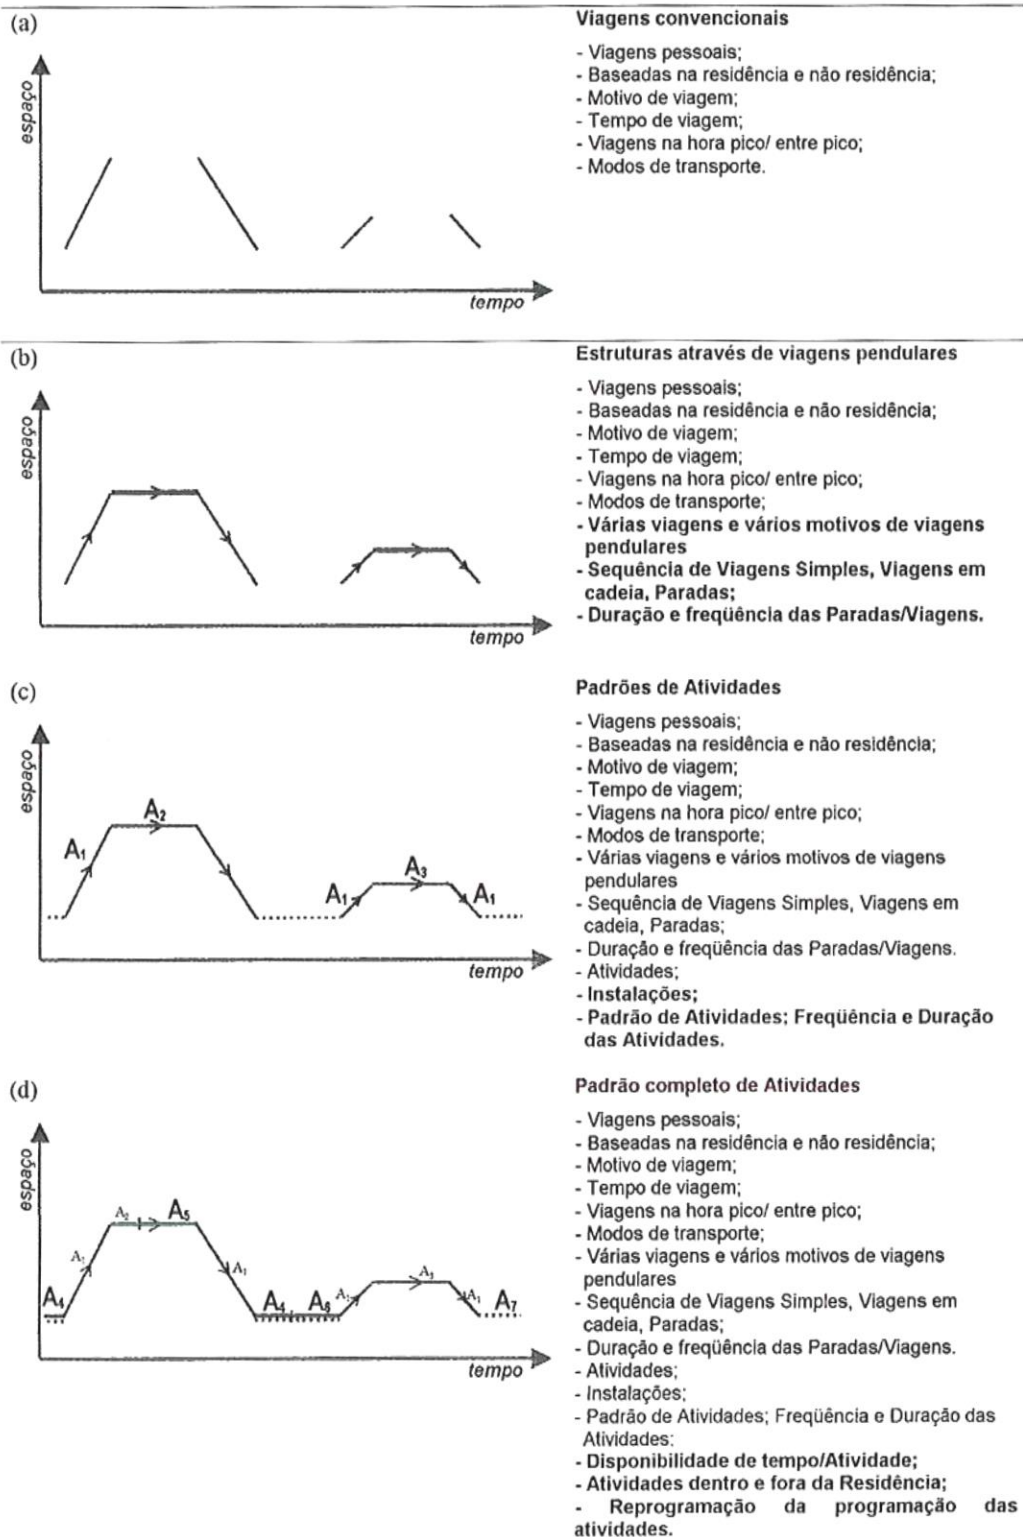 (a)
Viagens convencionais
- Viagens pessoais;
- Baseadas na residência e não residência;
- Motivo de viagem;
- Tempo de viagem;
- Viagens na hora pico/ entre pico;
- Modos de transporte.
espaço
tempo
(b)
Estruturas através de viagens pendulares
- Viagens pessoais;
- Baseadas na residência e não residência;
- Motivo de viagem;
- Tempo de viagem;
- Viagens na hora pico/ entre pico;
- Modos de transporte;
- Várias viagens e vários motivos de viagens
pendulares
- Sequência de Viagens Simples, Viagens em
cadeia, Paradas;
- Duração e freqüência das Paradas/Viagens.
espaço
tempo
(c)
Padrões de Atividades
- Viagens pessoais;
- Baseadas na residência e não residência;
- Motivo de viagem;
- Tempo de viagem;
- Viagens na hora pico/ entre pico;
- Modos de transporte;
- Várias viagens e vários motivos de viagens
pendulares
- Sequência de Viagens Simples, Viagens em
cadeia, Paradas;
- Duração e freqüência das Paradas/Viagens.
- Atividades;
- Instalações;
- Padrão de Atividades; Freqüência e Duração
das Atividades.
espaço
A₂
A₁
A₃
A₁ A₁
tempo
(d)
Padrão completo de Atividades
- Viagens pessoais;
- Baseadas na residência e não residência;
- Motivo de viagem;
- Tempo de viagem;
- Viagens na hora pico/ entre pico;
- Modos de transporte;
- Várias viagens e vários motivos de viagens
pendulares
- Sequência de Viagens Simples, Viagens em
cadeia, Paradas;
- Duração e freqüência das Paradas/Viagens.
- Atividades;
- Instalações;
- Padrão de Atividades; Freqüência e Duração das
Atividades;
- Disponibilidade de tempo/Atividade;
- Atividades dentro e fora da Residência;
- Reprogramação da programação das
atividades.
espaço
A₂ A₅
A₁ A₁ A₃
A₄ A₄ A₆ A₁ A₁ A₇
tempo